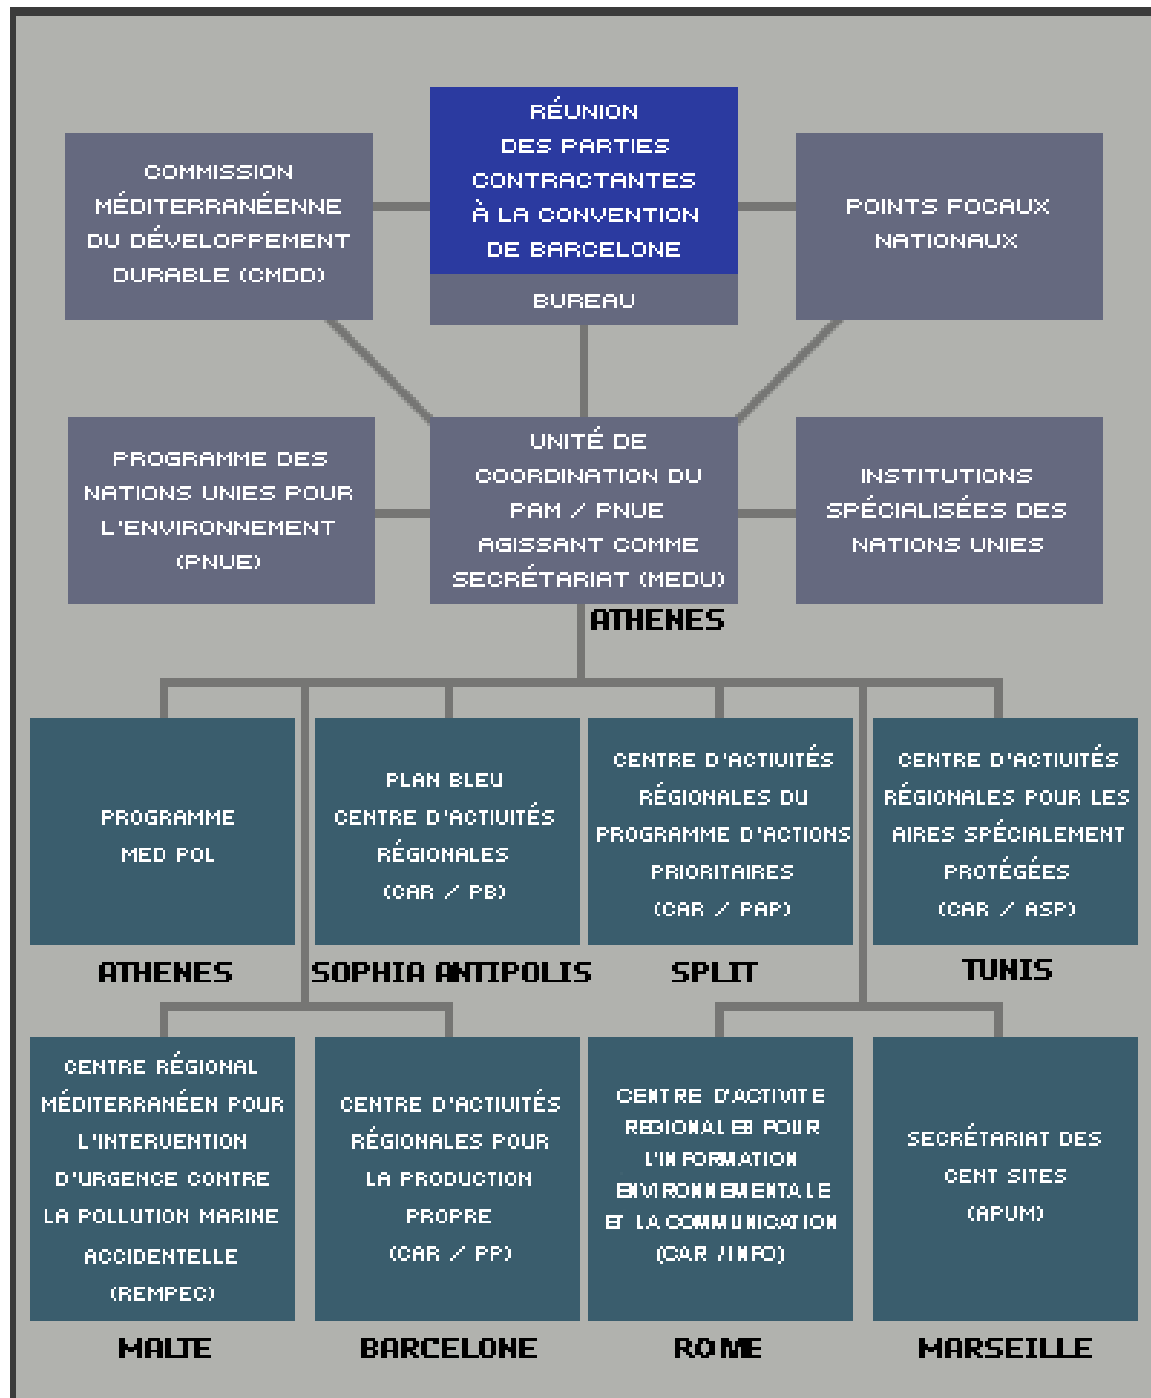 RÉUNION
DES PARTIES
CONTRACTANTES
À LA CONVENTION
DE BARCELONE
BUREAU
COMMISSION
MÉDITERRANÉENNE
DU DÉVELOPPEMENT
DURABLE (CMDD)
POINTS FOCAUX
NATIONAUX
PROGRAMME DES
NATIONS UNIES POUR
L'ENVIRONNEMENT
(PNUE)
UNITÉ DE
COORDINATION DU
PAM / PNUE
AGISSANT COMME
SECRÉTARIAT (MEDU)
ATHENES
INSTITUTIONS
SPÉCIALISÉES DES
NATIONS UNIES
PROGRAMME
MED POL
ATHENES
PLAN BLEU
CENTRE D'ACTIVITÉS
RÉGIONALES
(CAR / PB)
SOPHIA ANTIPOLIS
CENTRE D'ACTIVITÉS
RÉGIONALES DU
PROGRAMME D'ACTIONS
PRIORITAIRES
(CAR / PAP)
SPLIT
CENTRE D'ACTIVITÉS
RÉGIONALES POUR LES
AIRES SPÉCIALEMENT
PROTÉGÉES
(CAR / ASP)
TUNIS
CENTRE RÉGIONAL
MÉDITERRANÉEN POUR
L'INTERVENTION
D'URGENCE CONTRE
LA POLLUTION MARINE
ACCIDENTELLE
(REMPEC)
MALTE
CENTRE D'ACTIVITÉS
RÉGIONALES POUR
LA PRODUCTION
PROPRE
(CAR / PP)
BARCELONE
CENTRE D'ACTIVITE
REGIONALES POUR
L'INFORMATION
ENVIRONNEMENTALE
ET LA COMMUNICATION
(CAR /INFO)
ROME
SECRÉTARIAT DES
CENT SITES
(APUM)
MARSEILLE